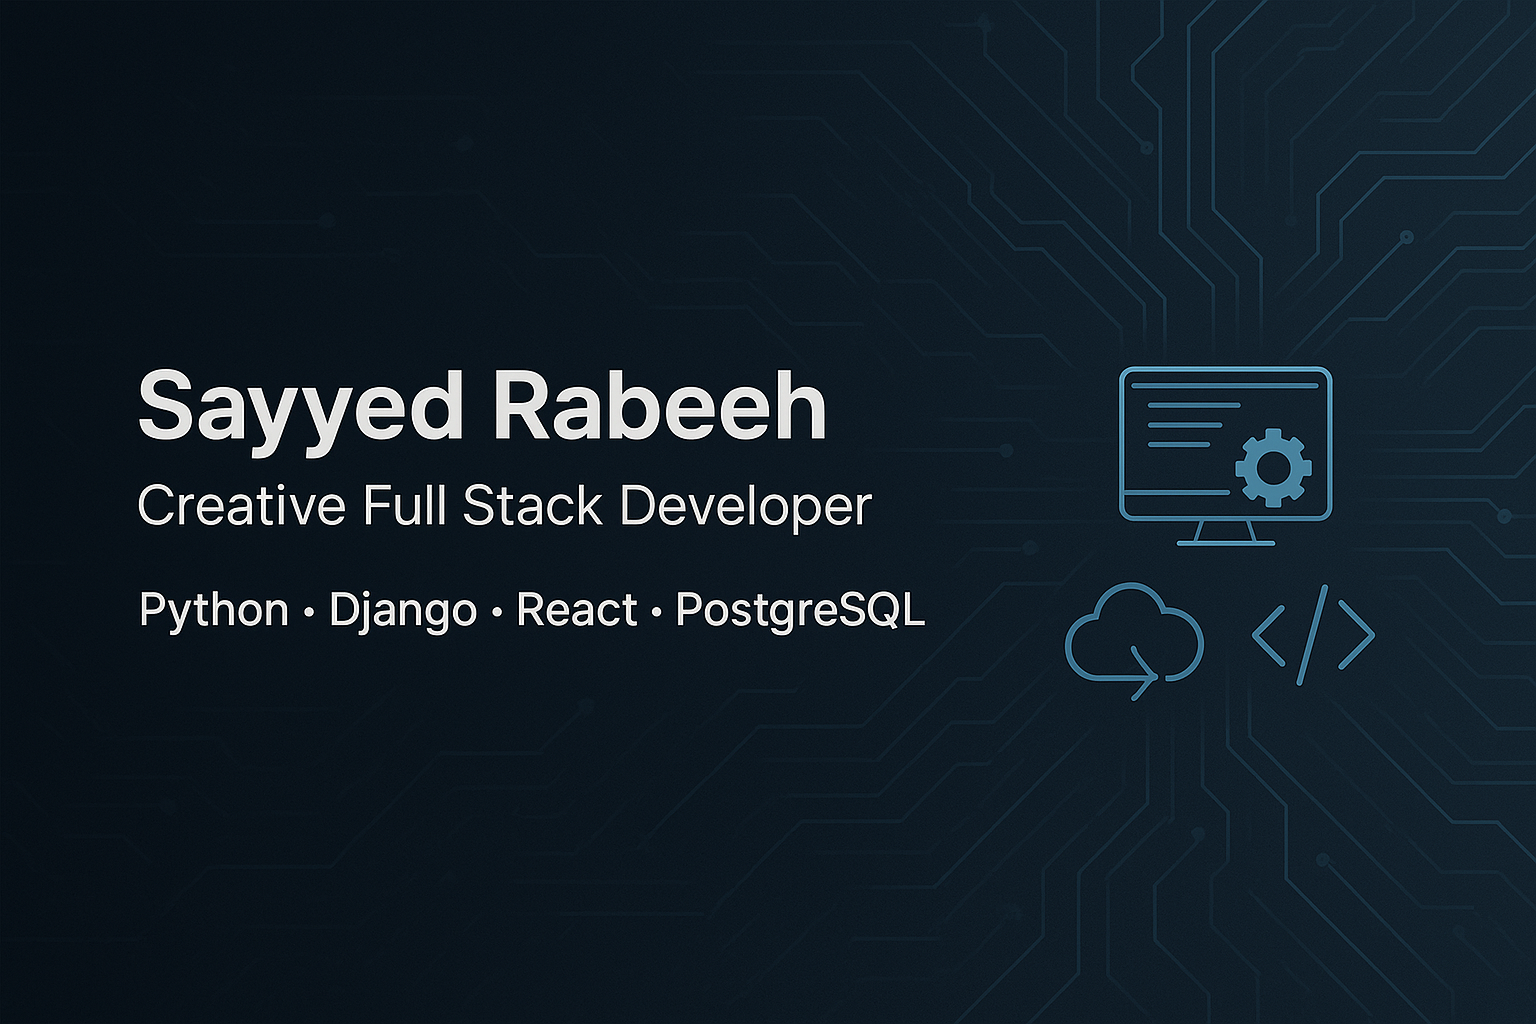 Sayyed Rabeeh
Creative Full Stack Developer
Python • Django • React • PostgreSQL
</>